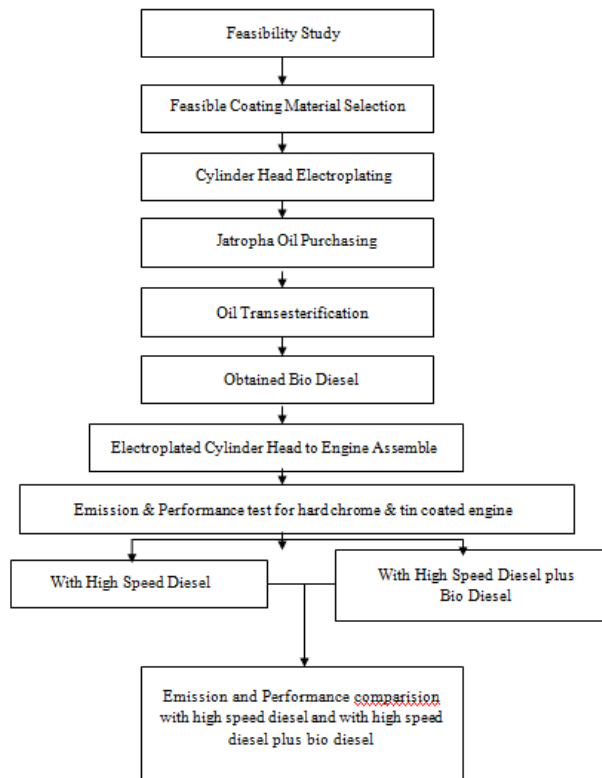 Feasibility Study
Feasible Coating Material Selection
Cylinder Head Electroplating
Jatropha Oil Purchasing
Oil Transesterification
Obtained Bio Diesel
Electroplated Cylinder Head to Engine Assemble
Emission & Performance test for hard chrome & tin coated engine
With High Speed Diesel
With High Speed Diesel plus
Bio Diesel
Emission and Performance comparision
with high speed diesel and with high speed
diesel plus bio diesel